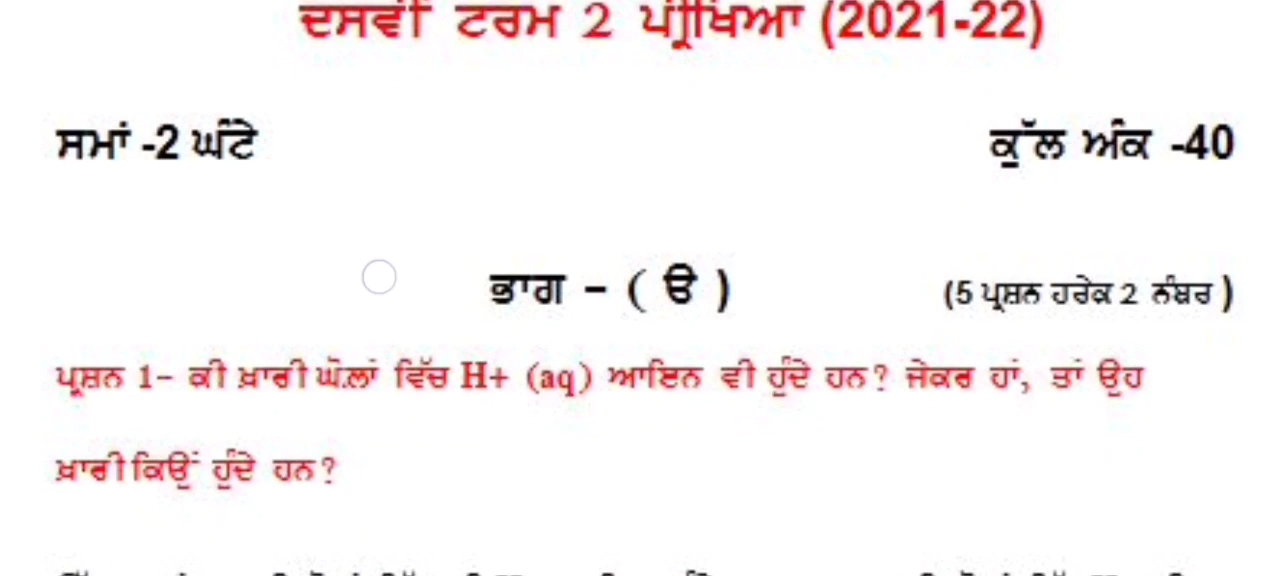 ਦਸਵੀਂ ਟਰਮ 2 ਪ੍ਰੀਖਿਆ (2021-22)
ਸਮਾਂ -2 ਘੰਟੇ ਕੁੱਲ ਅੰਕ -40
ਭਾਗ – ( ੳ ) (5 ਪ੍ਰਸ਼ਨ ਹਰੇਕ 2 ਨੰਬਰ )
ਪ੍ਰਸ਼ਨ 1- ਕੀ ਖ਼ਾਰੀ ਘੋਲਾਂ ਵਿੱਚ H+ (aq) ਆਇਨ ਵੀ ਹੁੰਦੇ ਹਨ? ਜੇਕਰ ਹਾਂ, ਤਾਂ ਉਹ
ਖ਼ਾਰੀ ਕਿਉਂ ਹੁੰਦੇ ਹਨ?